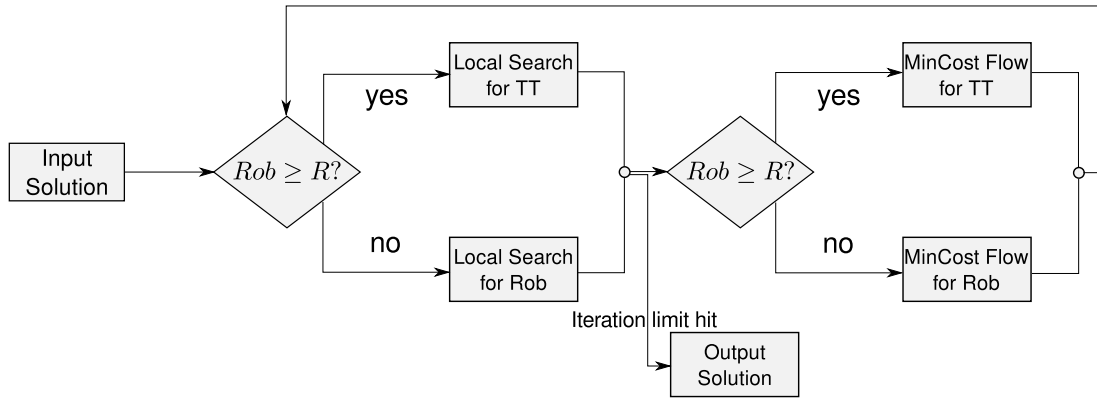 Input
Solution
Rob ≥ R?
yes
Local Search
for TT
no
Local Search
for Rob
Iteration limit hit
Output
Solution
Rob ≥ R?
yes
MinCost Flow
for TT
no
MinCost Flow
for Rob